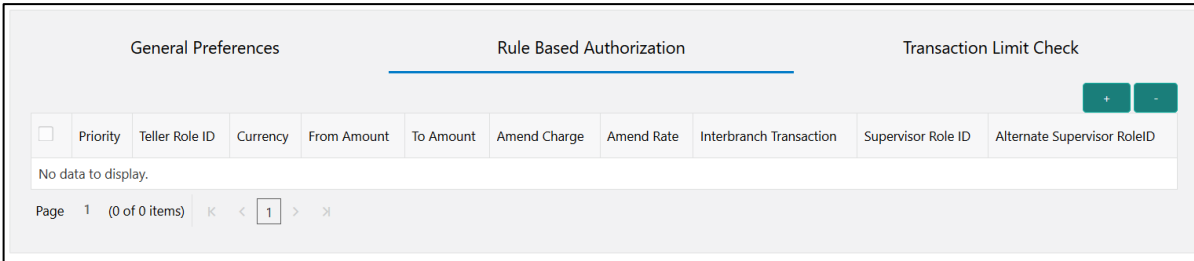 General Preferences Rule Based Authorization Transaction Limit Check
+ -
Priority Teller Role ID Currency From Amount To Amount Amend Charge Amend Rate Interbranch Transaction Supervisor Role ID Alternate Supervisor RoleID
No data to display.
Page 1 (0 of 0 items) K < 1 > >|